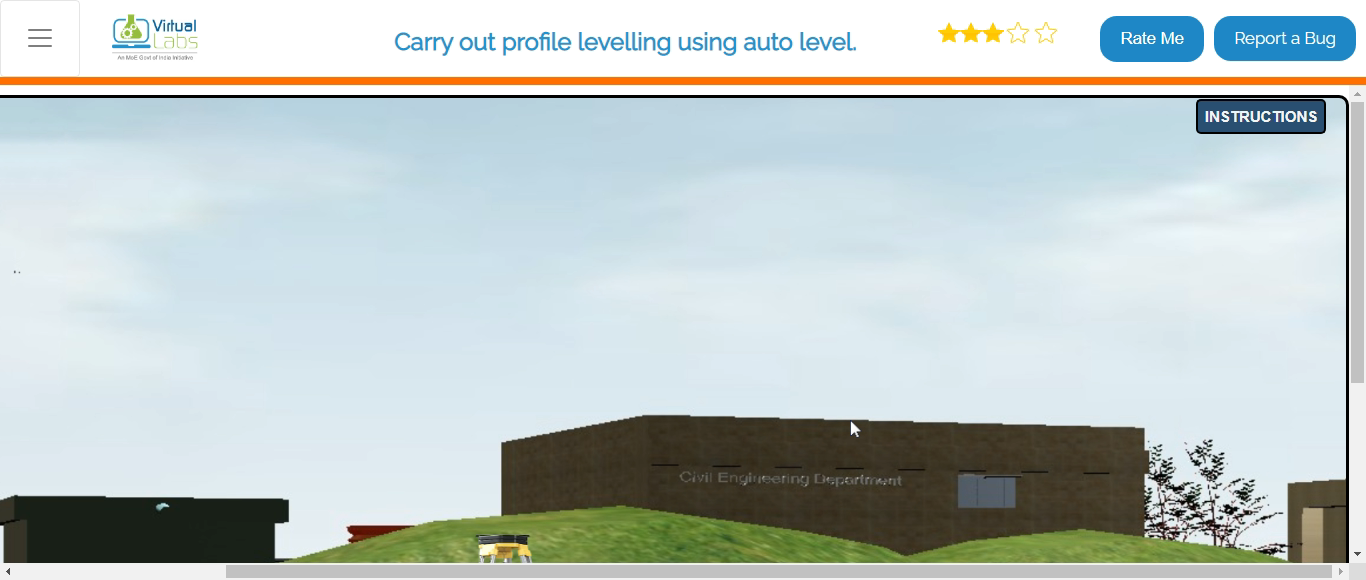 Virtual
Labs
An MoE Govt of India Initiative
Carry out profile levelling using auto level.
Rate Me
Report a Bug
INSTRUCTIONS
Civil Engineering Department